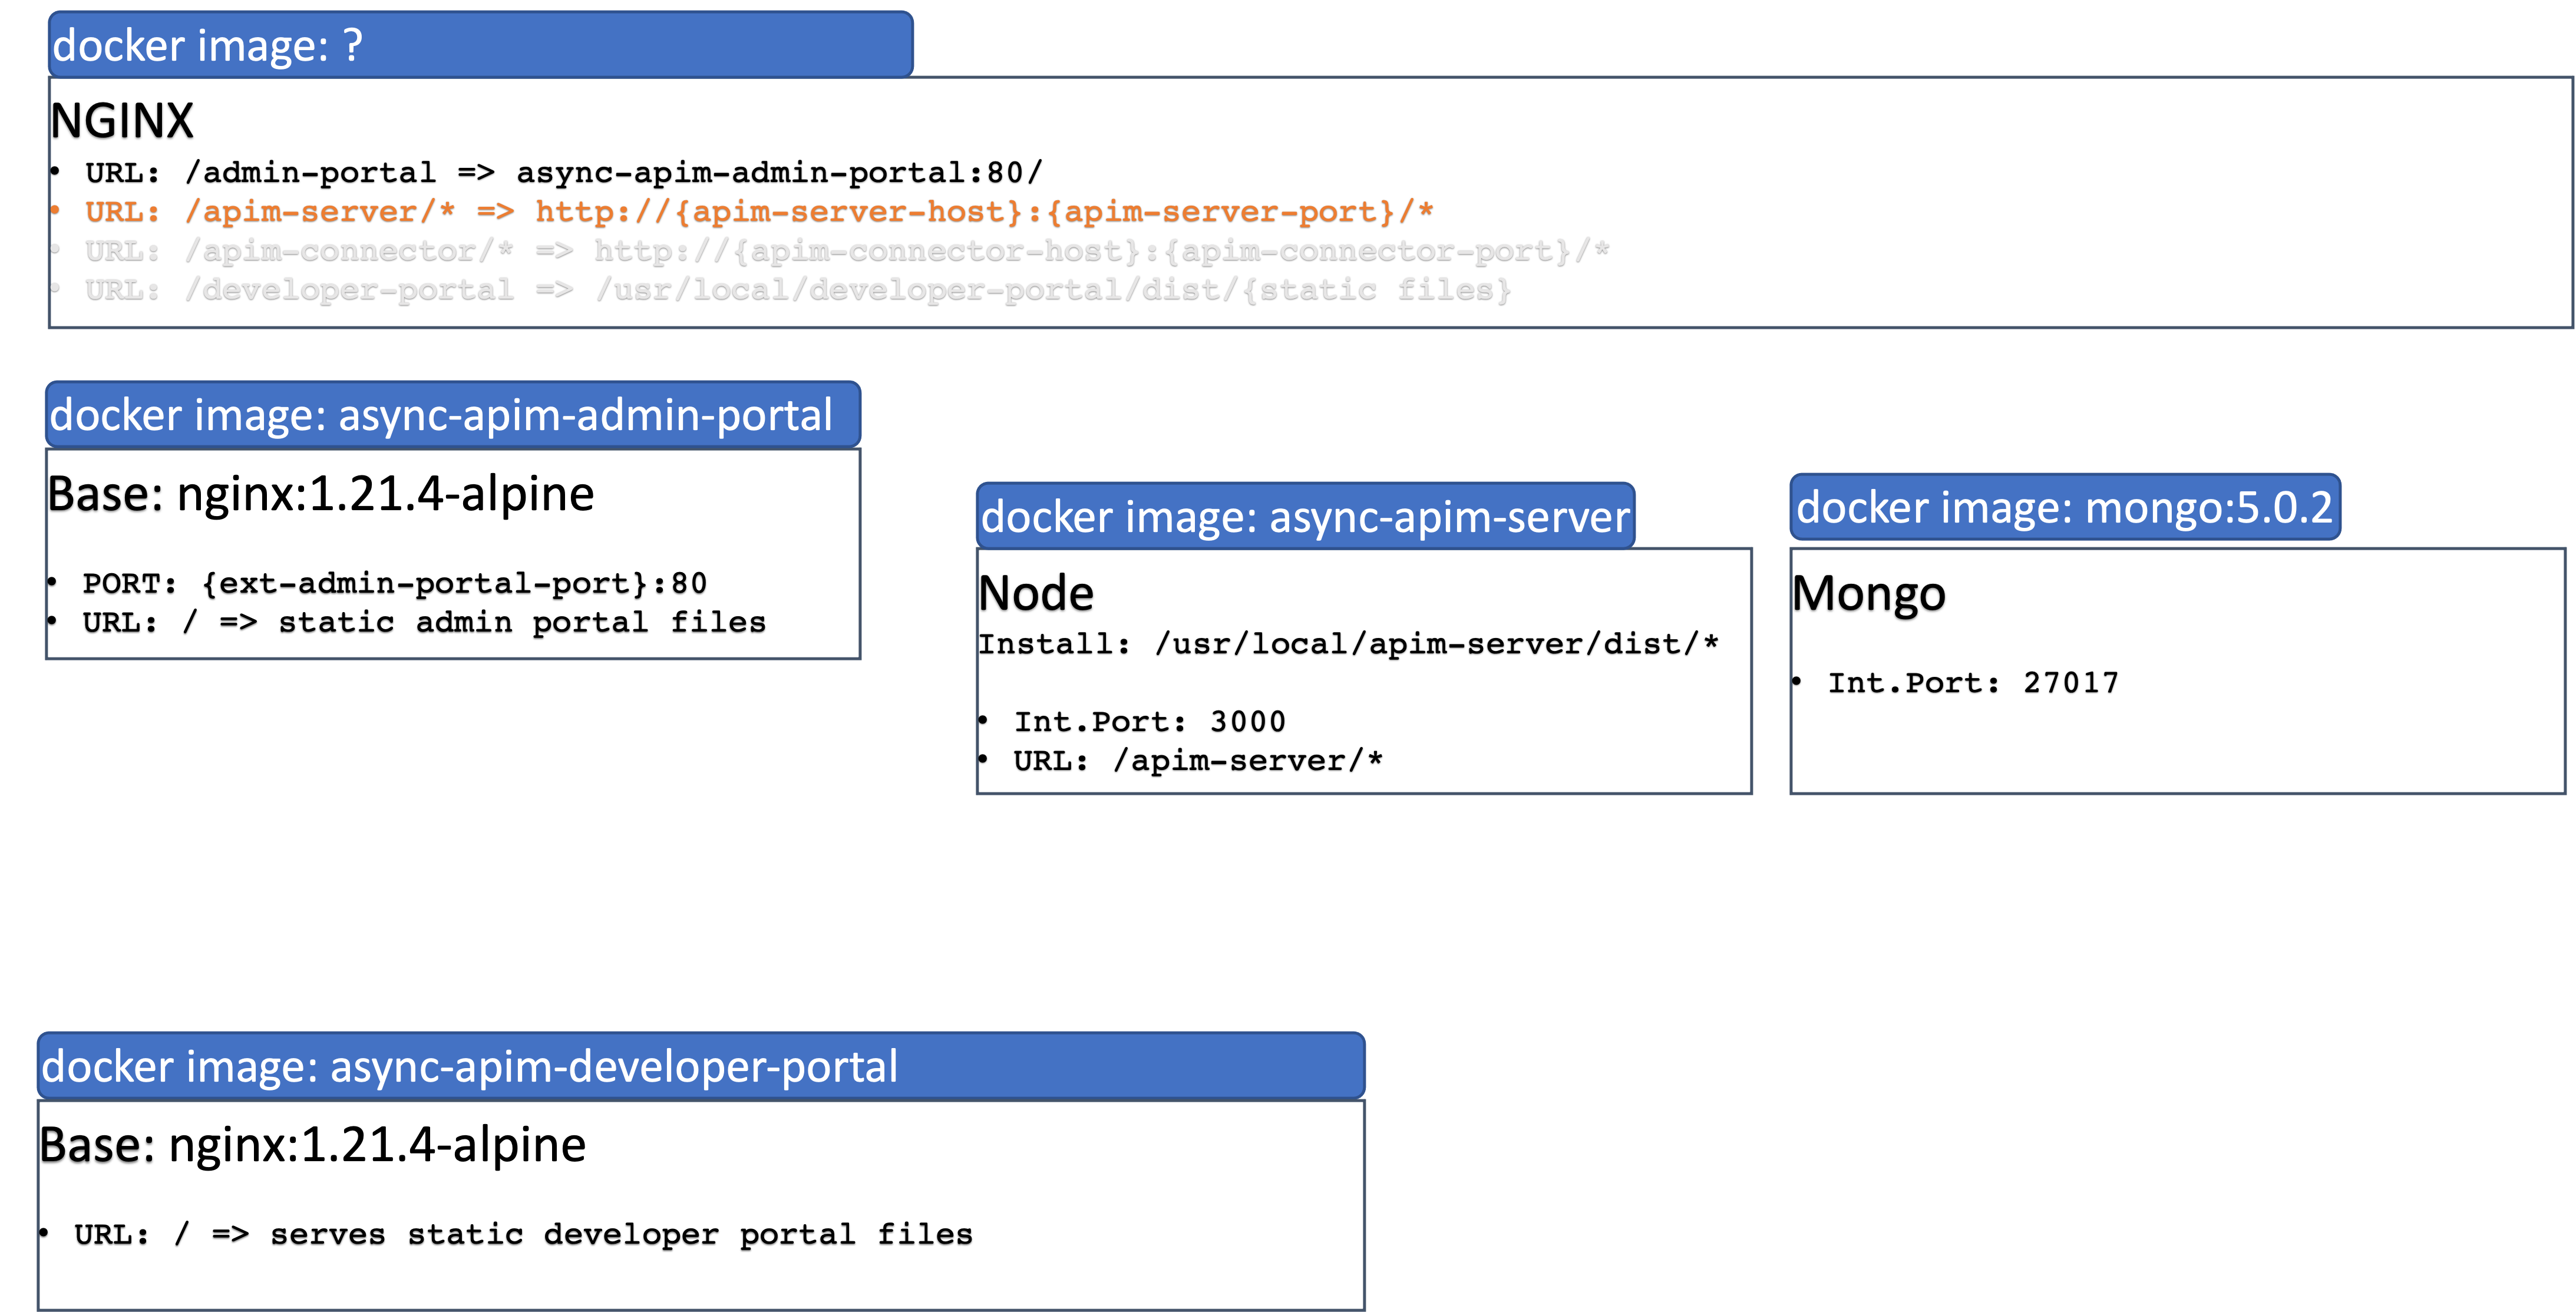 docker image: ?
NGINX
• URL: /admin-portal => async-apim-admin-portal:80/
• URL: /apim-server/* => http://{apim-server-host}:{apim-server-port}/*
• URL: /apim-connector/* => http://{apim-connector-host}:{apim-connector-port}/*
• URL: /developer-portal => /usr/local/developer-portal/dist/{static files}
docker image: async-apim-admin-portal
Base: nginx:1.21.4-alpine
• PORT: {ext-admin-portal-port}:80
• URL: / => static admin portal files
docker image: async-apim-server
Node
Install: /usr/local/apim-server/dist/*
• Int.Port: 3000
• URL: /apim-server/*
docker image: mongo:5.0.2
Mongo
• Int.Port: 27017
docker image: async-apim-developer-portal
Base: nginx:1.21.4-alpine
• URL: / => serves static developer portal files